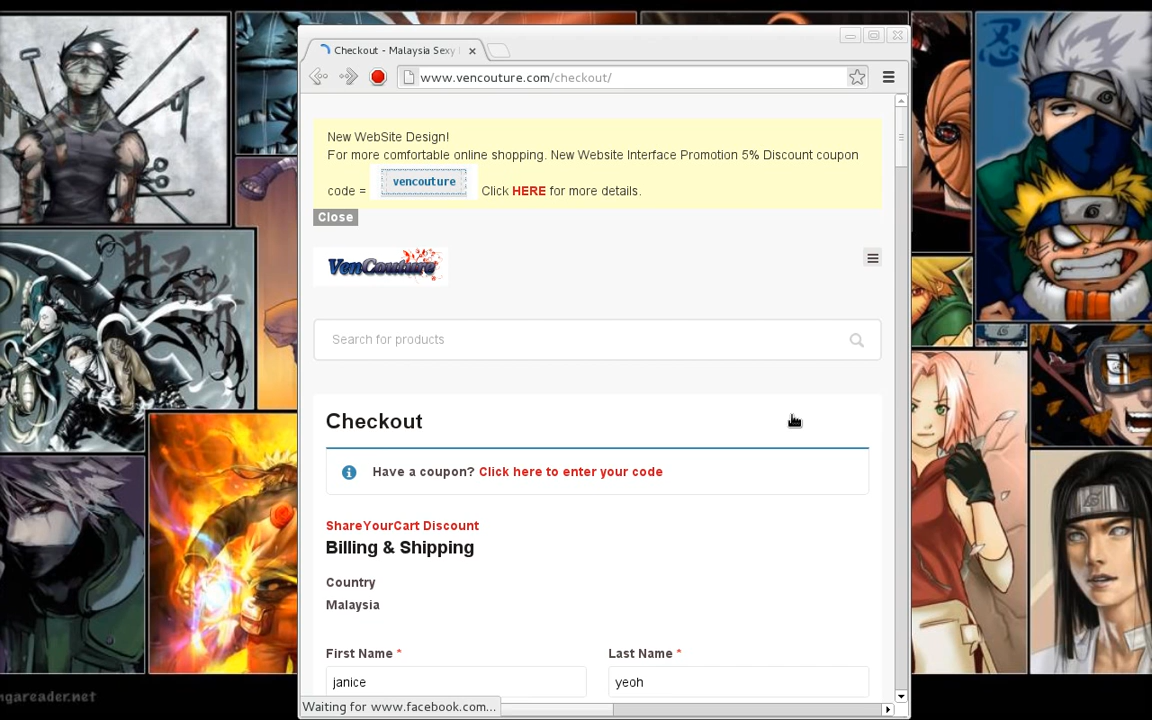 Checkout - Malaysia Sexy
www.vencouture.com/checkout/
New WebSite Design!
For more comfortable online shopping. New Website Interface Promotion 5% Discount coupon
code = vencouture Click HERE for more details.
Close
VenCouture
Search for products
Checkout
Have a coupon? Click here to enter your code
ShareYourCart Discount
Billing & Shipping
Country
Malaysia
First Name * Last Name *
janice yeoh
Waiting for www.facebook.com...
ngareader.net
忍